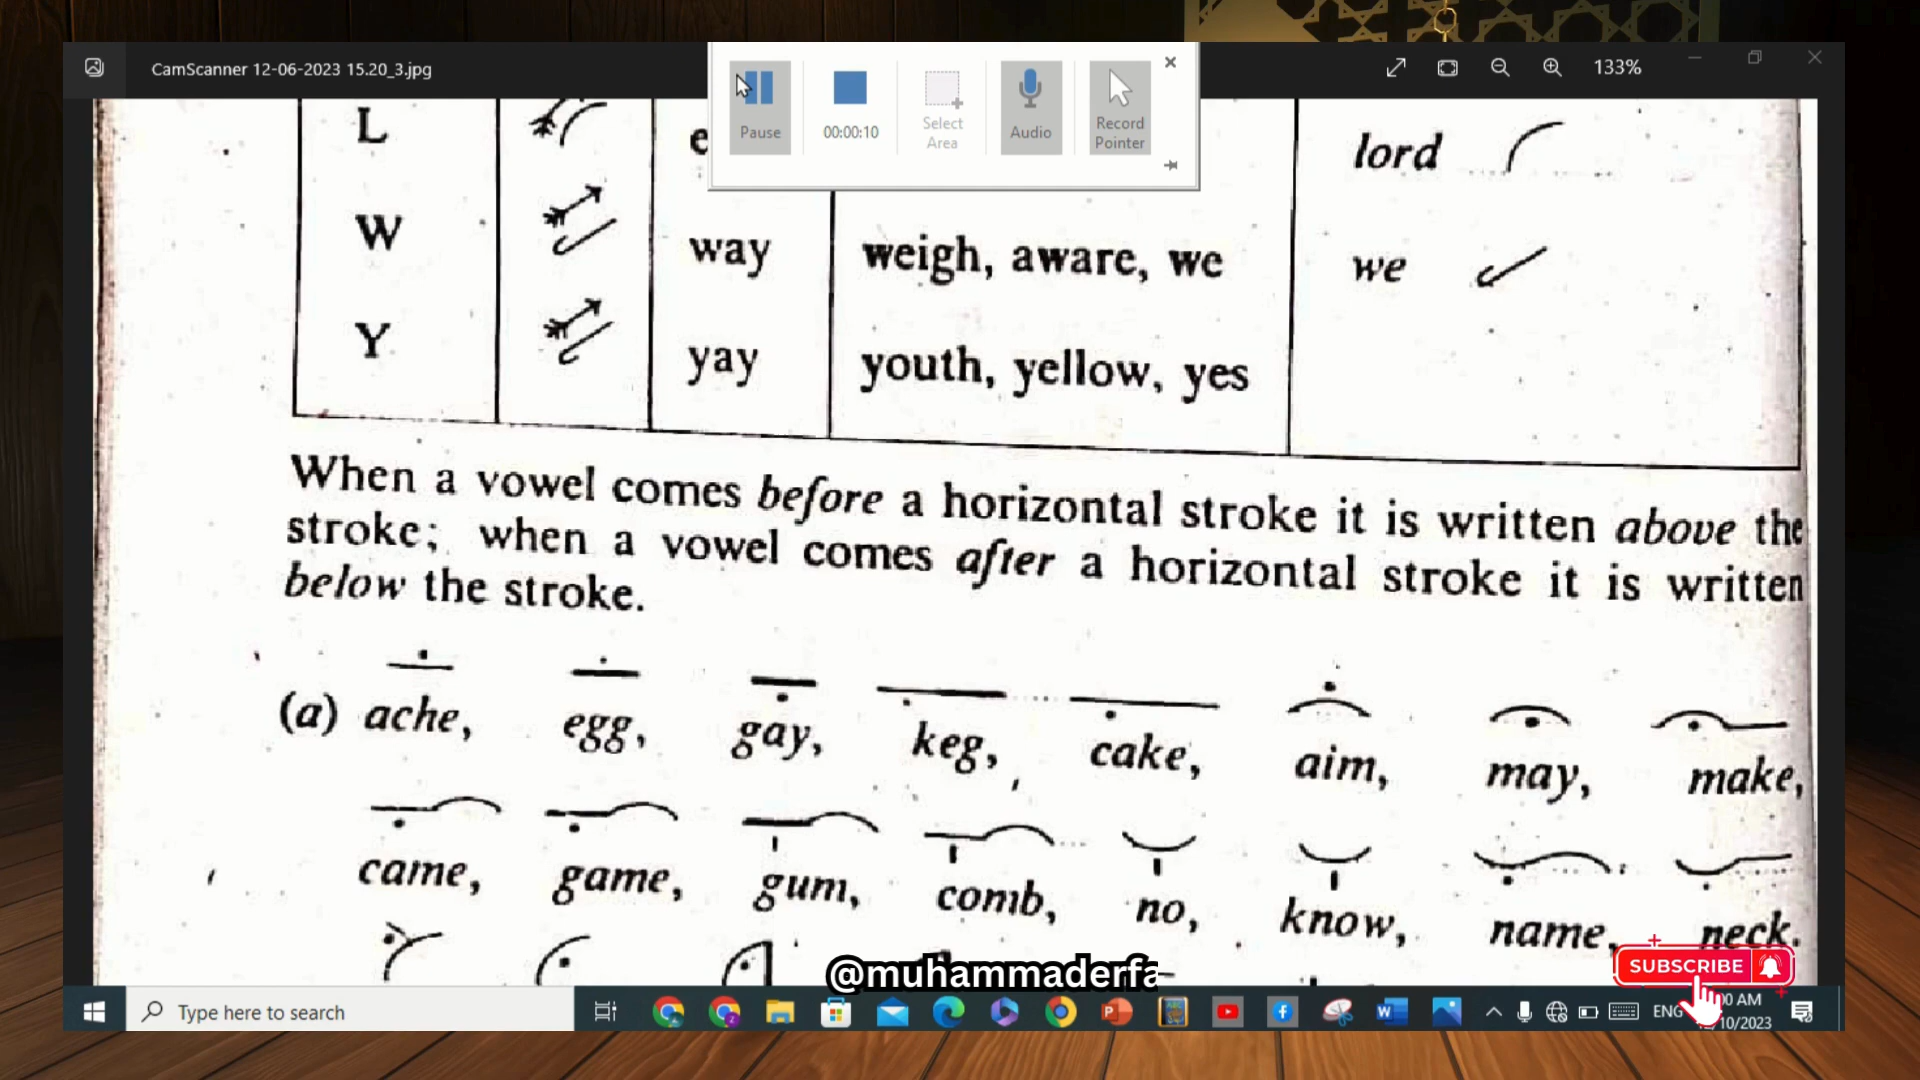 CamScanner 12-06-2023 15.20_3.jpg
133%
Pause
00:00:10
Select Area
Audio
Record Pointer
L
lord
W way weigh, aware, we we
Y yay youth, yellow, yes
When a vowel comes before a horizontal stroke it is written above the
stroke; when a vowel comes after a horizontal stroke it is written
below the stroke.
(a) ache, egg, gay, keg, cake, aim, may, make,
came, game, gum, comb, no, know, name, neck.
@muhammaderfa
SUBSCRIBE
Type here to search
ENG